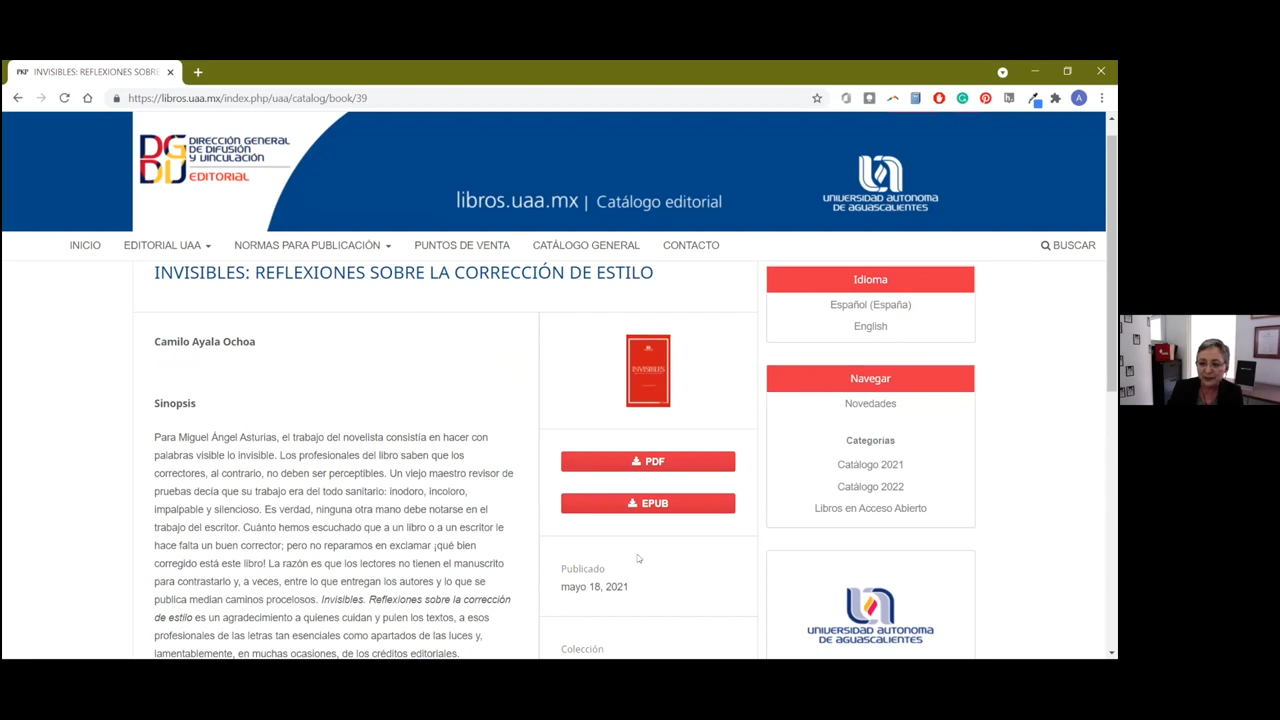 PKP INVISIBLES: REFLEXIONES SOBRE
https://libros.uaa.mx/index.php/uaa/catalog/book/39
A
DGDU DIRECCIÓN GENERAL
DE DIFUSIÓN
Y VINCULACIÓN
EDITORIAL
libros.uaa.mx | Catálogo editorial
UNIVERSIDAD AUTONOMA
DE AGUASCALIENTES
INICIO EDITORIAL UAA NORMAS PARA PUBLICACIÓN PUNTOS DE VENTA CATÁLOGO GENERAL CONTACTO BUSCAR
INVISIBLES: REFLEXIONES SOBRE LA CORRECCIÓN DE ESTILO
Camilo Ayala Ochoa
Sinopsis
Para Miguel Ángel Asturias, el trabajo del novelista consistía en hacer con
palabras visible lo invisible. Los profesionales del libro saben que los
correctores, al contrario, no deben ser perceptibles. Un viejo maestro revisor de
pruebas decía que su trabajo era del todo sanitario: inodoro, incoloro,
impalpable y silencioso. Es verdad, ninguna otra mano debe notarse en el
trabajo del escritor. Cuánto hemos escuchado que a un libro o a un escritor le
hace falta un buen corrector; pero no reparamos en exclamar ¡qué bien
corregido está este libro! La razón es que los lectores no tienen el manuscrito
para contrastarlo y, a veces, entre lo que entregan los autores y lo que se
publica median caminos procelosos. Invisibles. Reflexiones sobre la corrección
de estilo es un agradecimiento a quienes cuidan y pulen los textos, a esos
profesionales de las letras tan esenciales como apartados de las luces y,
lamentablemente, en muchas ocasiones, de los créditos editoriales.
INVISIBLES
PDF
EPUB
Publicado
mayo 18, 2021
Colección
Idioma
Español (España)
English
Navegar
Novedades
Categorías
Catálogo 2021
Catálogo 2022
Libros en Acceso Abierto
UNIVERSIDAD AUTONOMA
DE AGUASCALIENTES